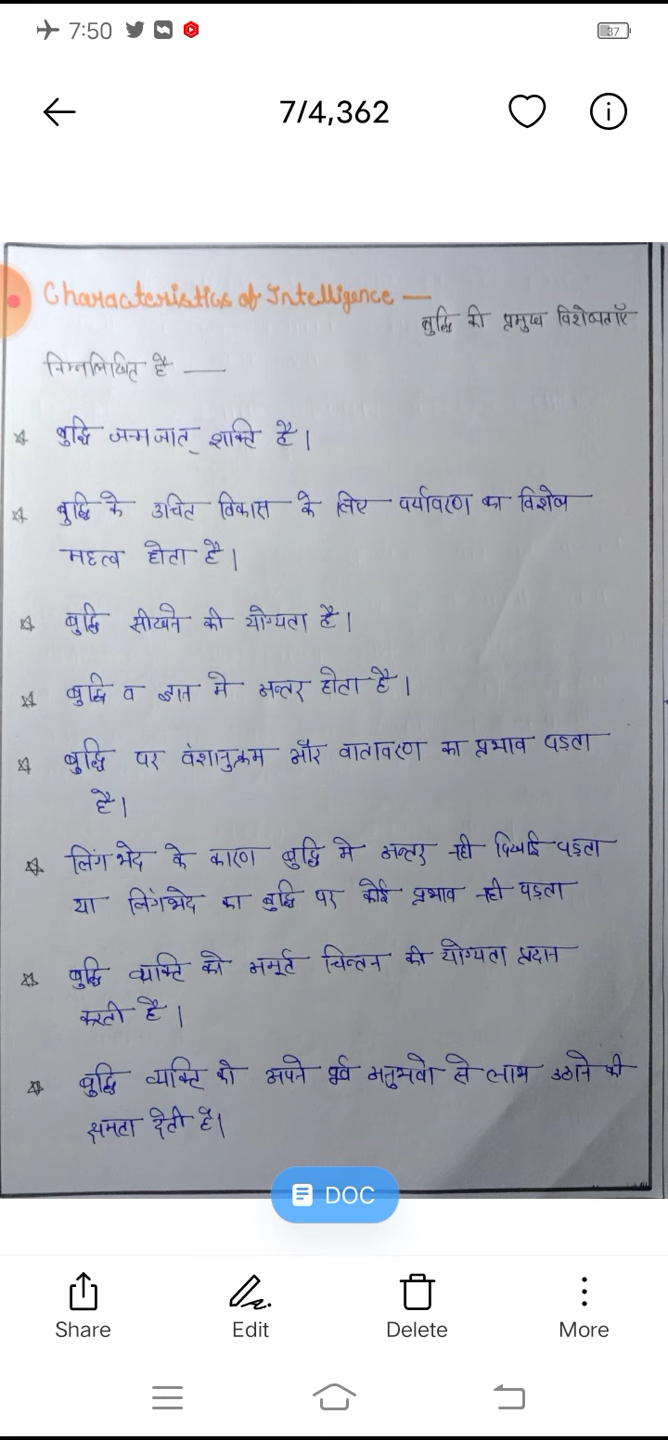 7:50
37
7/4,362
Characteristics of Intelligence —
बुद्धि की प्रमुख विशेषताएँ
निम्नलिखित है —
बुद्धि जन्मजात शक्ति है।
बुद्धि के उचित विकास के लिए पर्यावरण का विशेष
महत्व होता है।
बुद्धि सीखने की योग्यता है।
बुद्धि व ज्ञान मे अन्तर होता है।
बुद्धि पर वंशानुक्रम और वातावरण का प्रभाव पड़ता
है।
लिंग भेद के कारण बुद्धि मे अन्तर नही दिखाई पड़ता
या लिंगभेद का बुद्धि पर कोई प्रभाव नही पड़ता
बुद्धि व्यक्ति को अमूर्त चिन्तन की योग्यता प्रदान
करती है।
बुद्धि व्यक्ति को अपने पूर्व अनुभवो से लाभ उठाने की
क्षमता देती है।
DOC
Share Edit Delete More